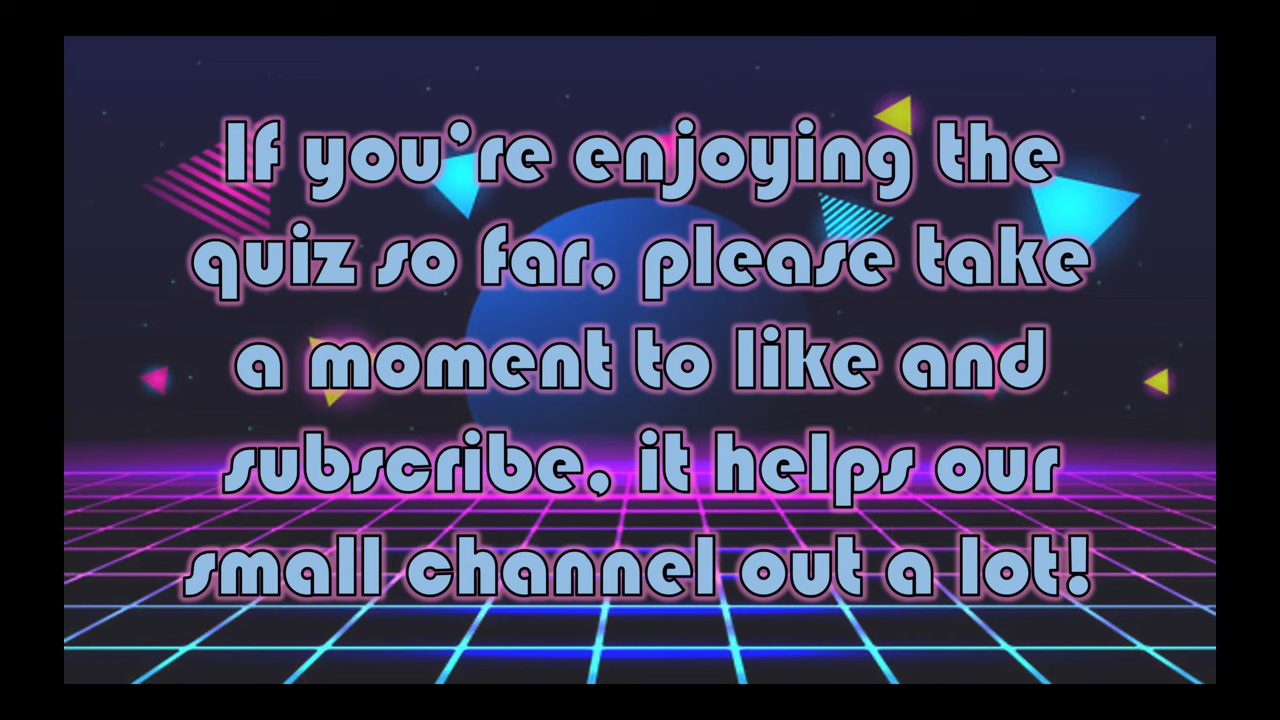 If you're enjoying the
quiz so far, please take
a moment to like and
subscribe, it helps our
small channel out a lot!